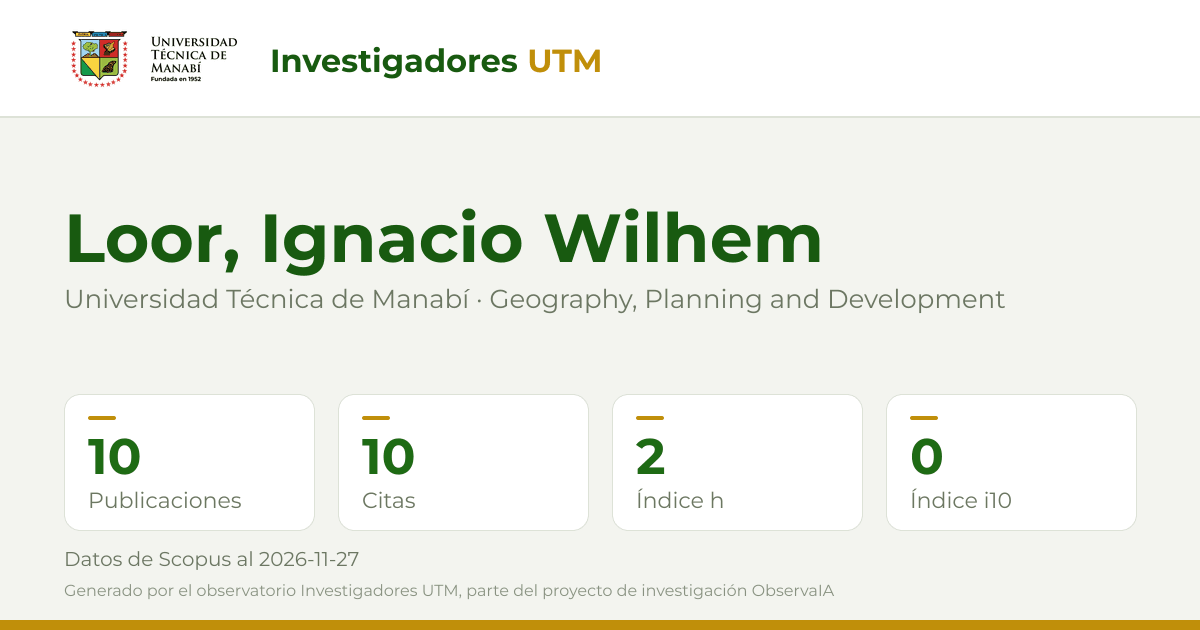 UNIVERSIDAD
TÉCNICA DE
MANABÍ
Fundada en 1952
Investigadores UTM
Loor, Ignacio Wilhem
Universidad Técnica de Manabí · Geography, Planning and Development
10
Publicaciones
10
Citas
2
Índice h
0
Índice i10
Datos de Scopus al 2026-11-27
Generado por el observatorio Investigadores UTM, parte del proyecto de investigación ObservaIA